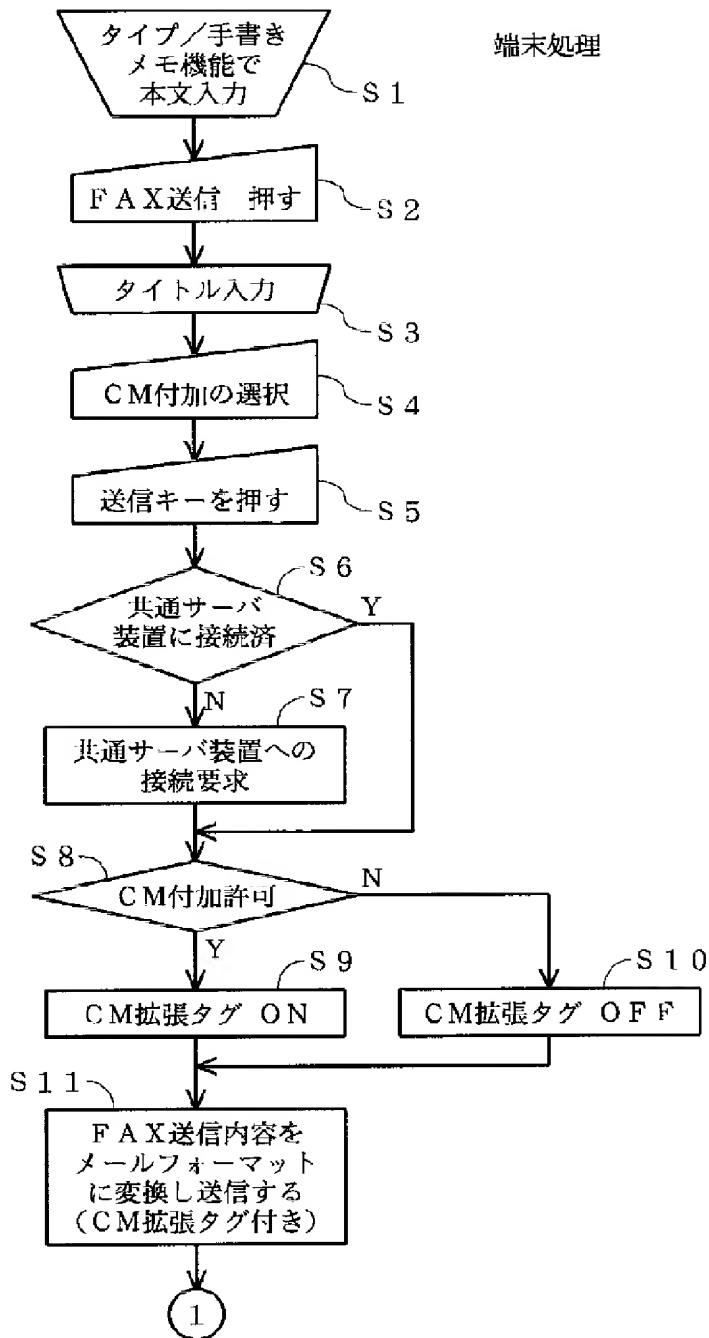 端末処理
タイプ／手書き
メモ機能で
本文入力
Ｓ１
ＦＡＸ送信　押す
Ｓ２
タイトル入力
Ｓ３
ＣＭ付加の選択
Ｓ４
送信キーを押す
Ｓ５
Ｓ６
共通サーバ
装置に接続済
Ｙ
Ｎ
Ｓ７
共通サーバ装置への
接続要求
Ｓ８
ＣＭ付加許可
Ｎ
Ｙ
Ｓ９
ＣＭ拡張タグ ＯＮ
Ｓ１０
ＣＭ拡張タグ ＯＦＦ
Ｓ１１
ＦＡＸ送信内容を
メールフォーマット
に変換し送信する
（ＣＭ拡張タグ付き）
1